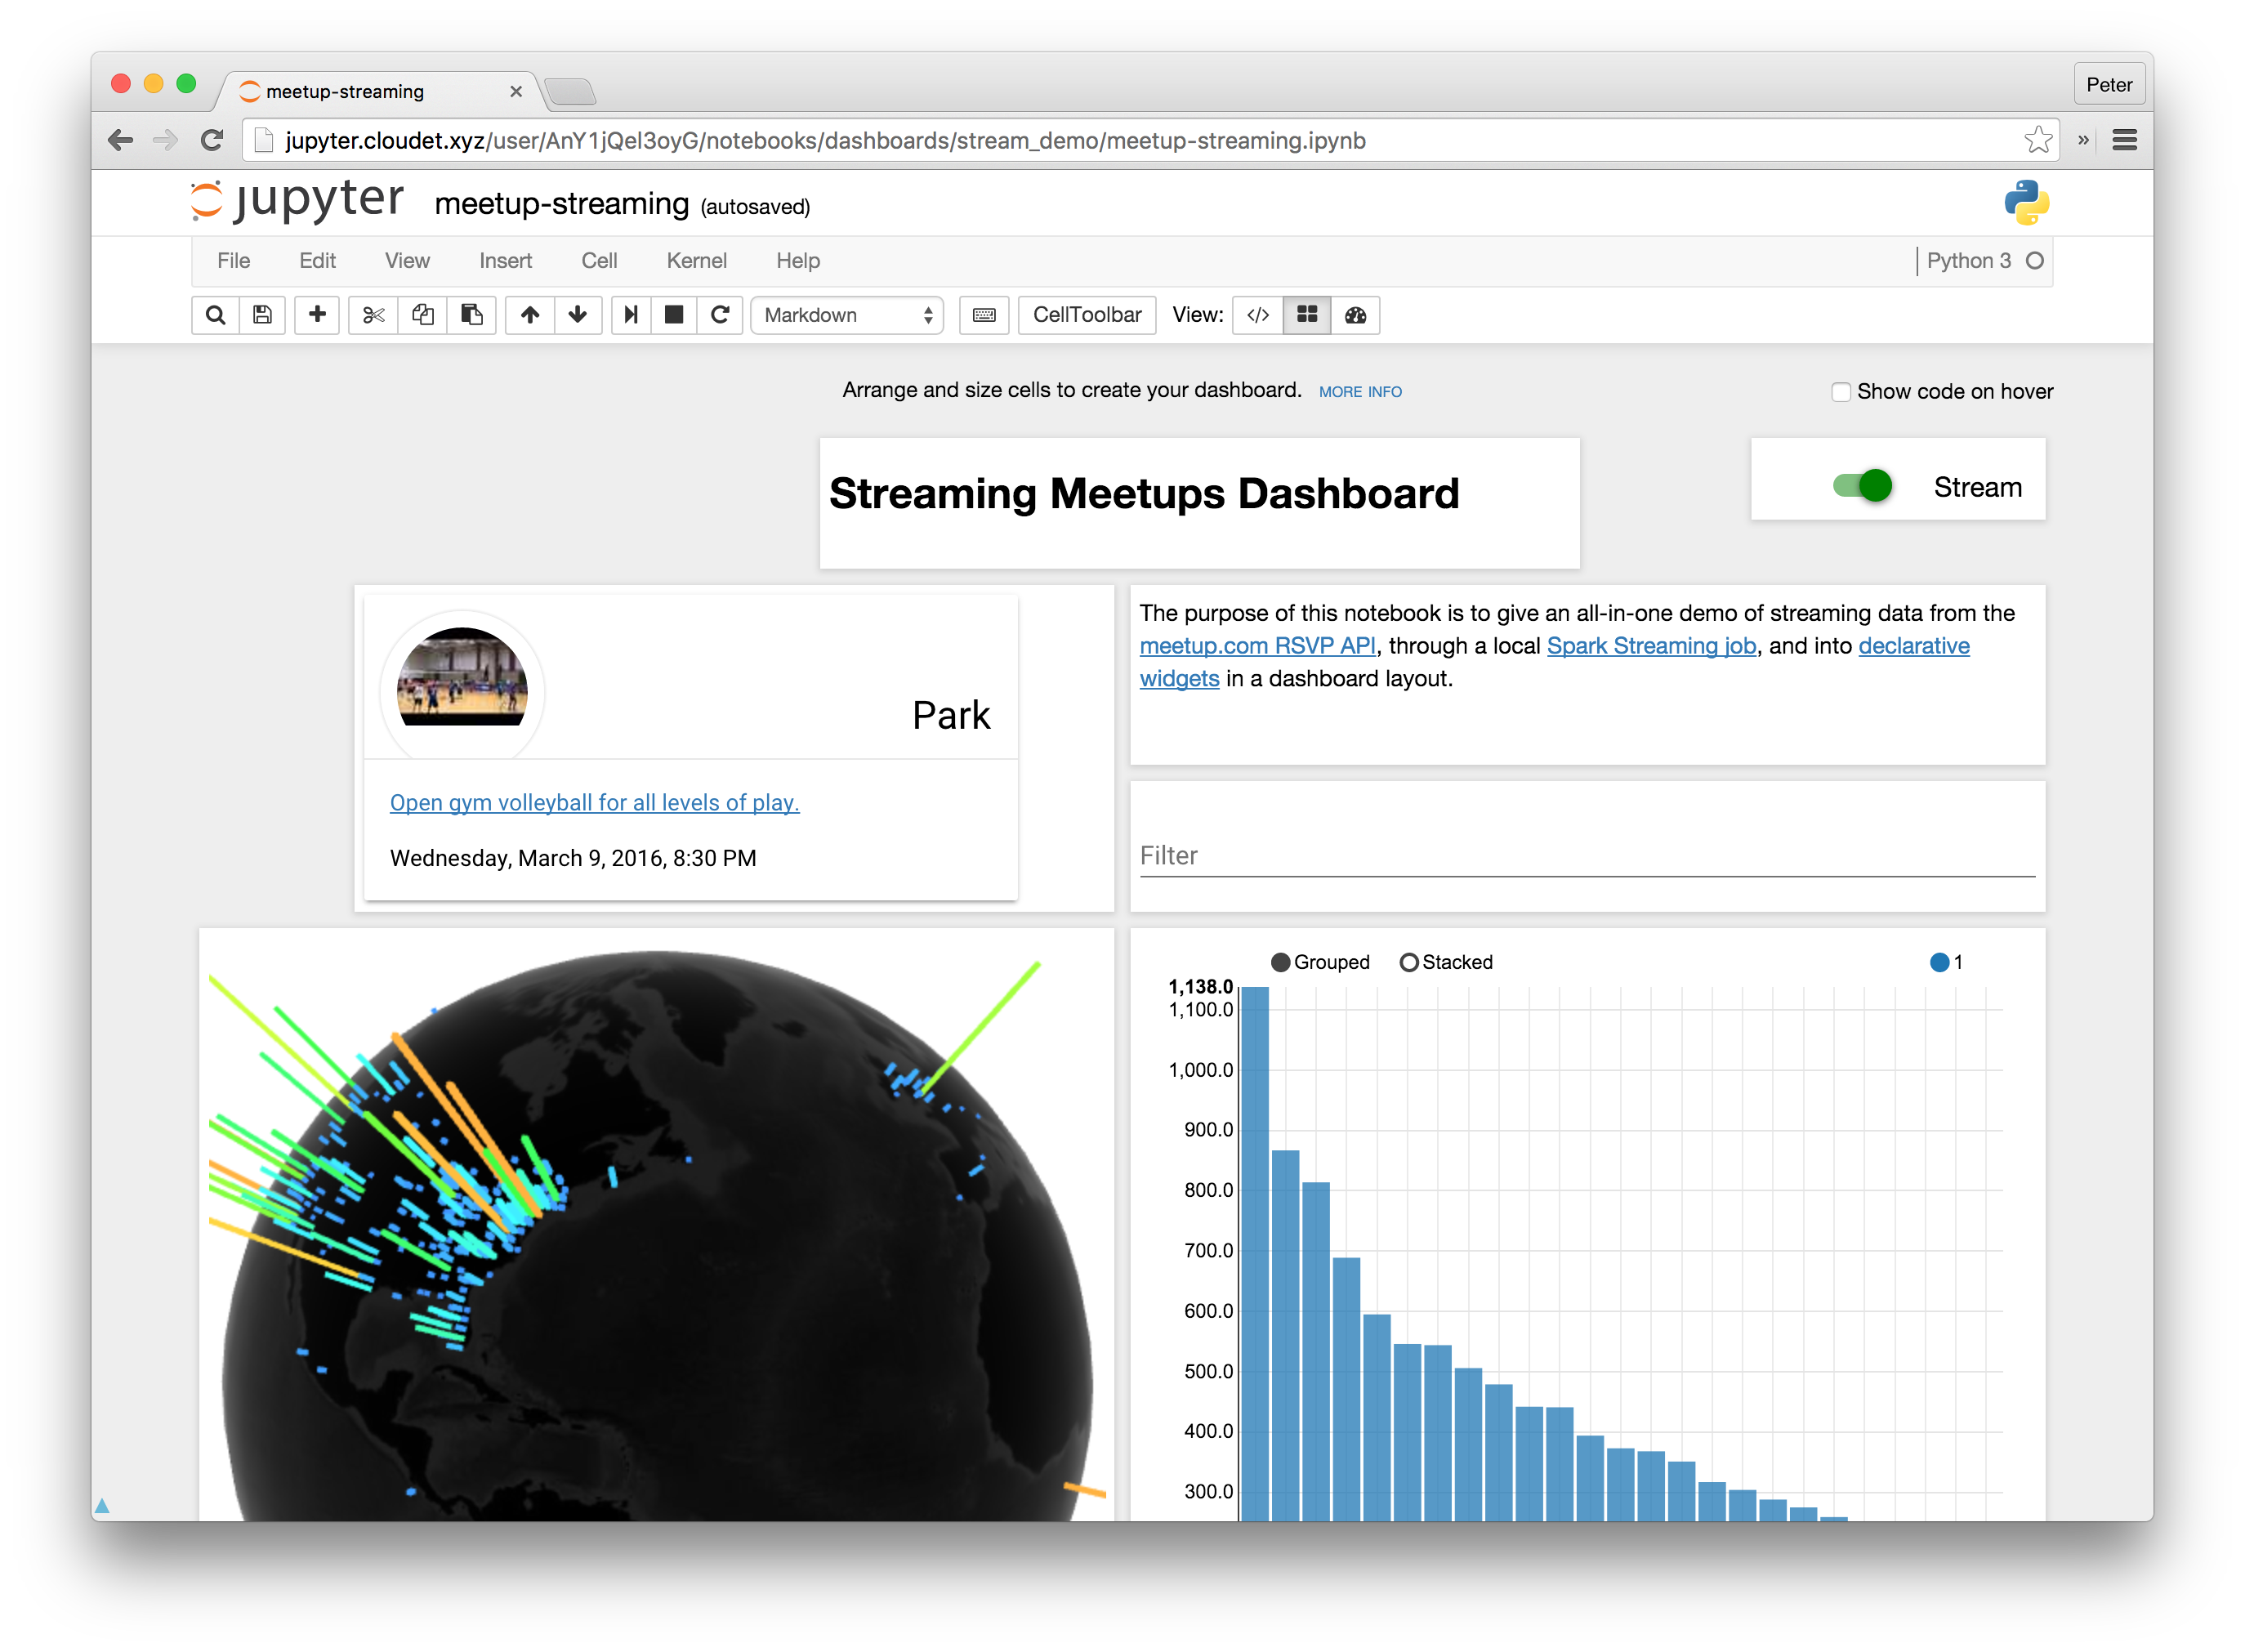 meetup-streaming
Peter
jupyter.cloudet.xyz/user/AnY1jQel3oyG/notebooks/dashboards/stream_demo/meetup-streaming.ipynb
jupyter meetup-streaming (autosaved)
File Edit View Insert Cell Kernel Help Python 3
Markdown CellToolbar View:
Arrange and size cells to create your dashboard. MORE INFO
Show code on hover
Streaming Meetups Dashboard
Stream
Park
Open gym volleyball for all levels of play.
Wednesday, March 9, 2016, 8:30 PM
The purpose of this notebook is to give an all-in-one demo of streaming data from the
meetup.com RSVP API, through a local Spark Streaming job, and into declarative
widgets in a dashboard layout.
Filter
Grouped Stacked 1
1,138.0
1,100.0
1,000.0
900.0
800.0
700.0
600.0
500.0
400.0
300.0